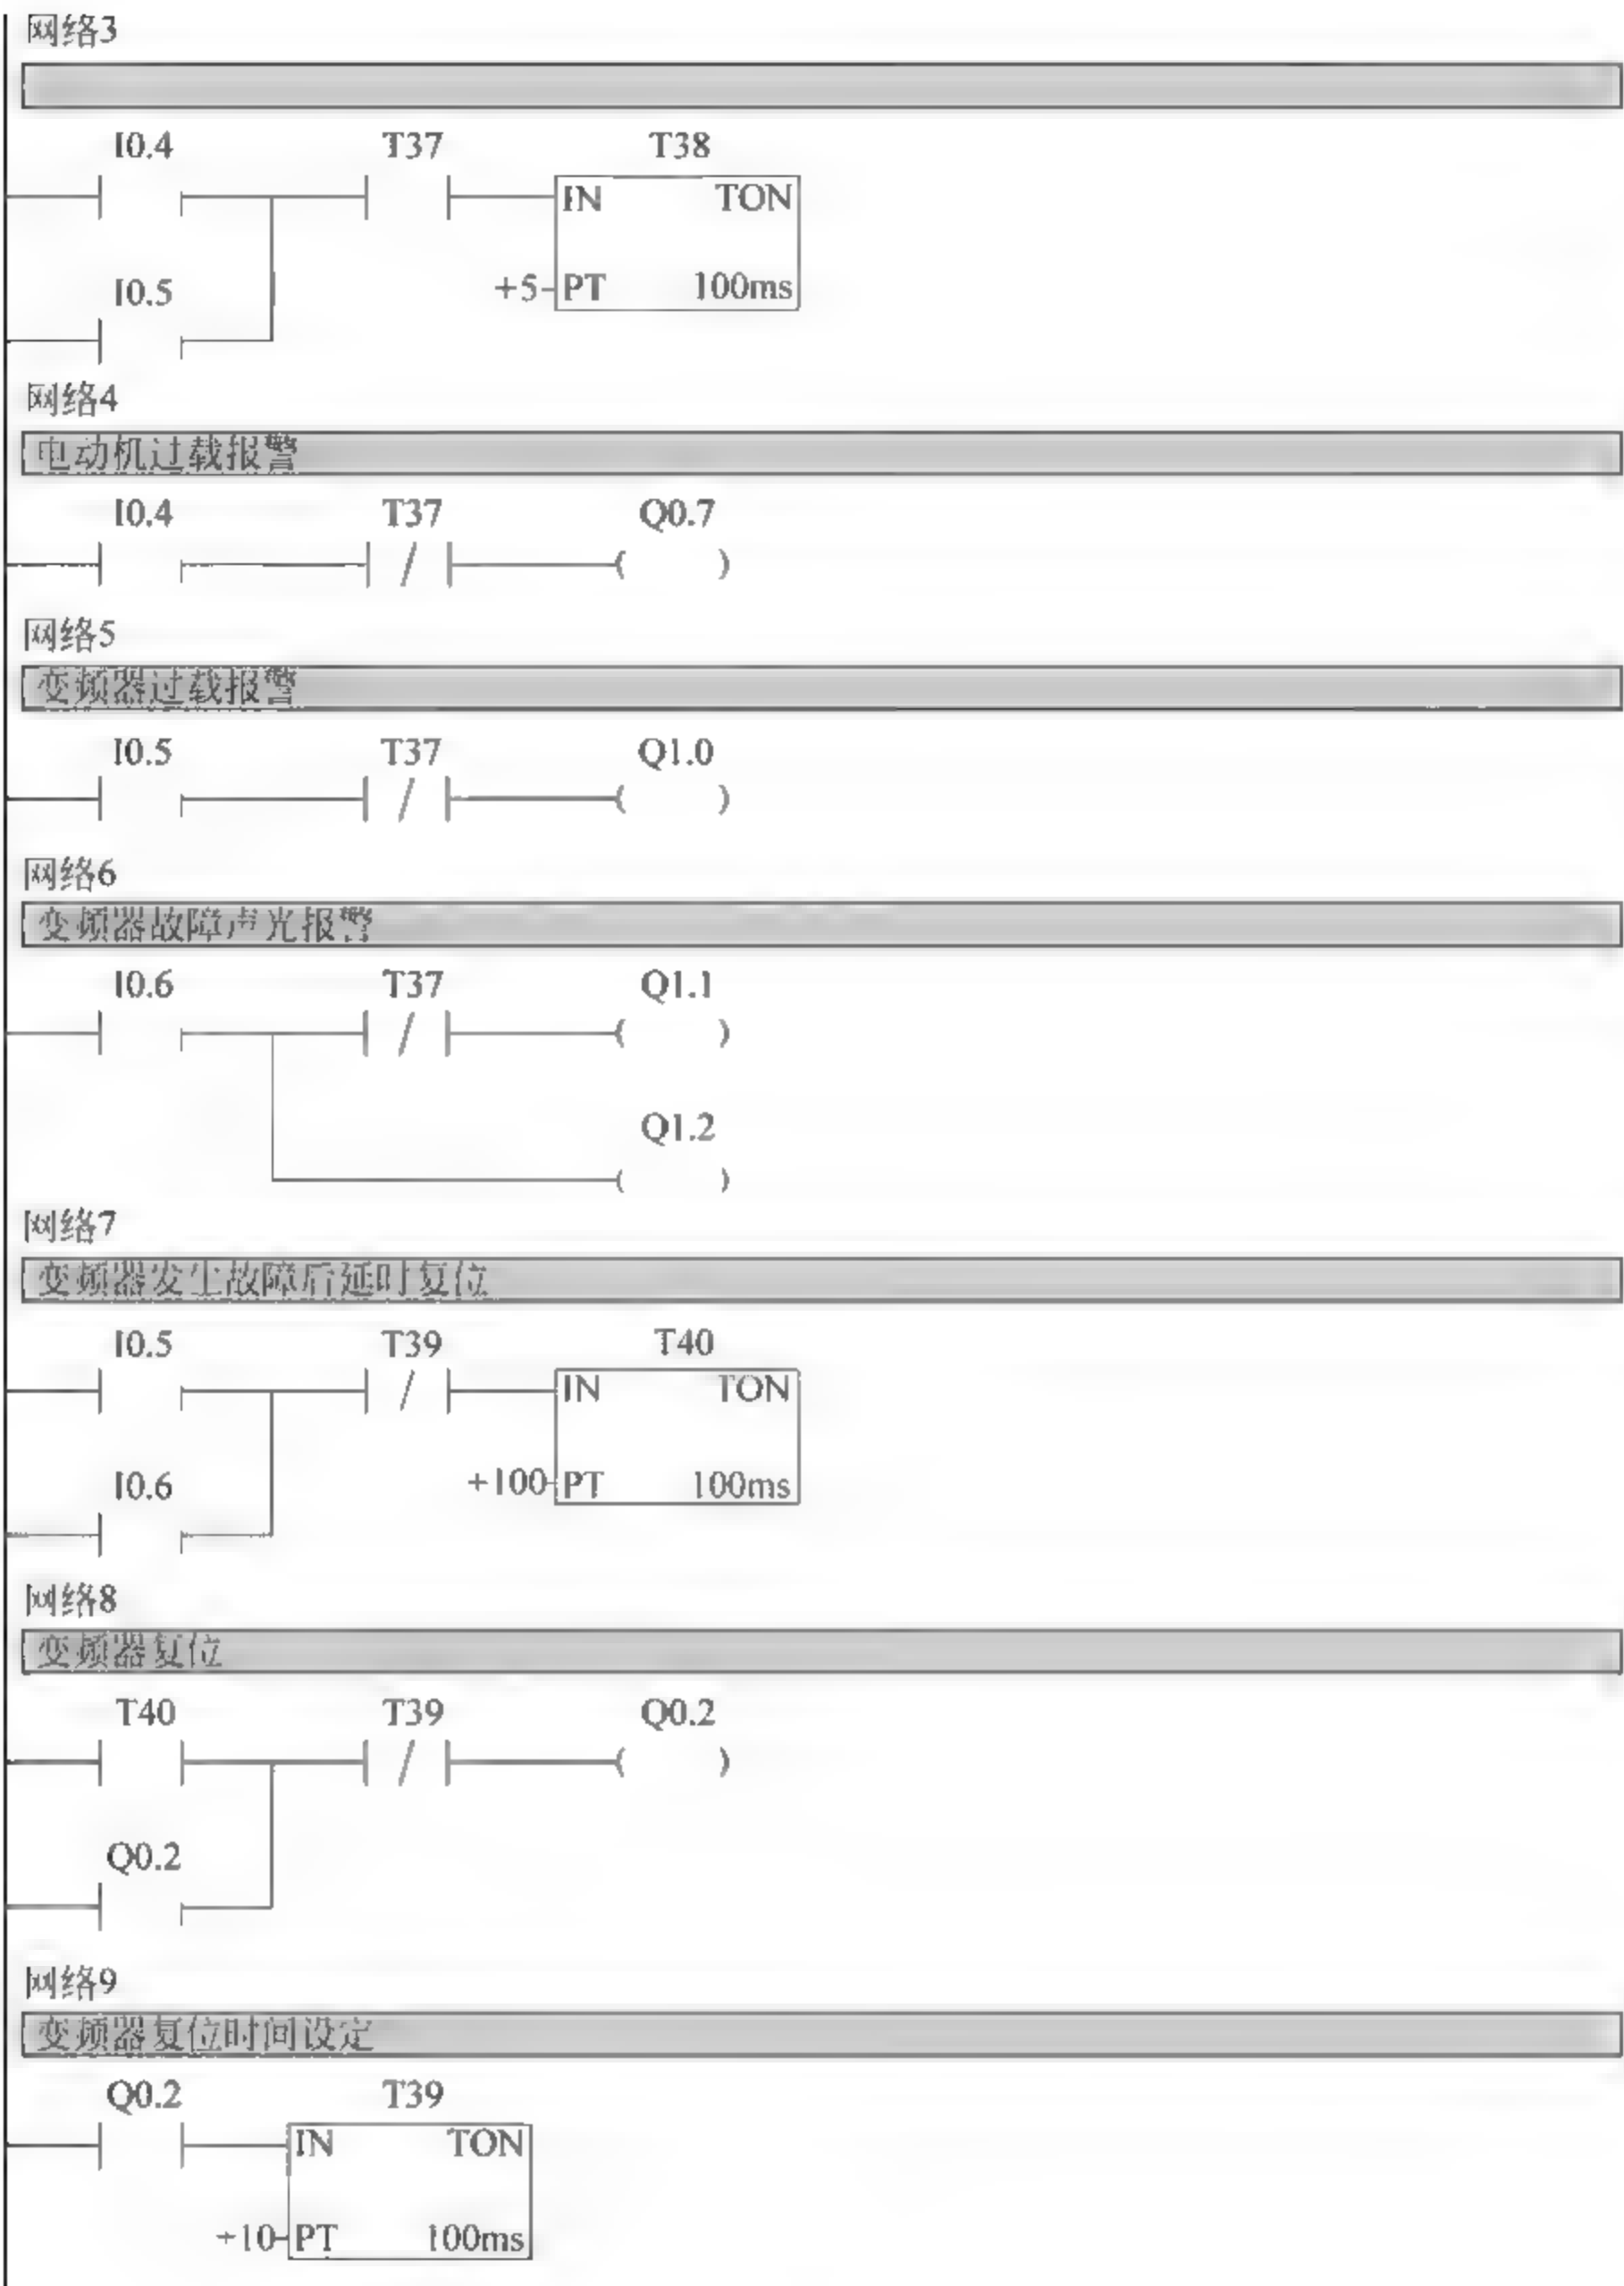 网络3
I0.4 T37 T38
IN TON
+5 PT 100ms
I0.5
网络4
电动机过载报警
I0.4 T37 Q0.7
网络5
变频器过载报警
I0.5 T37 Q1.0
网络6
变频器故障声光报警
I0.6 T37 Q1.1
Q1.2
网络7
变频器发生故障后延时复位
I0.5 T39 T40
IN TON
+100 PT 100ms
I0.6
网络8
变频器复位
T40 T39 Q0.2
Q0.2
网络9
变频器复位时间设定
Q0.2 T39
IN TON
+10 PT 100ms